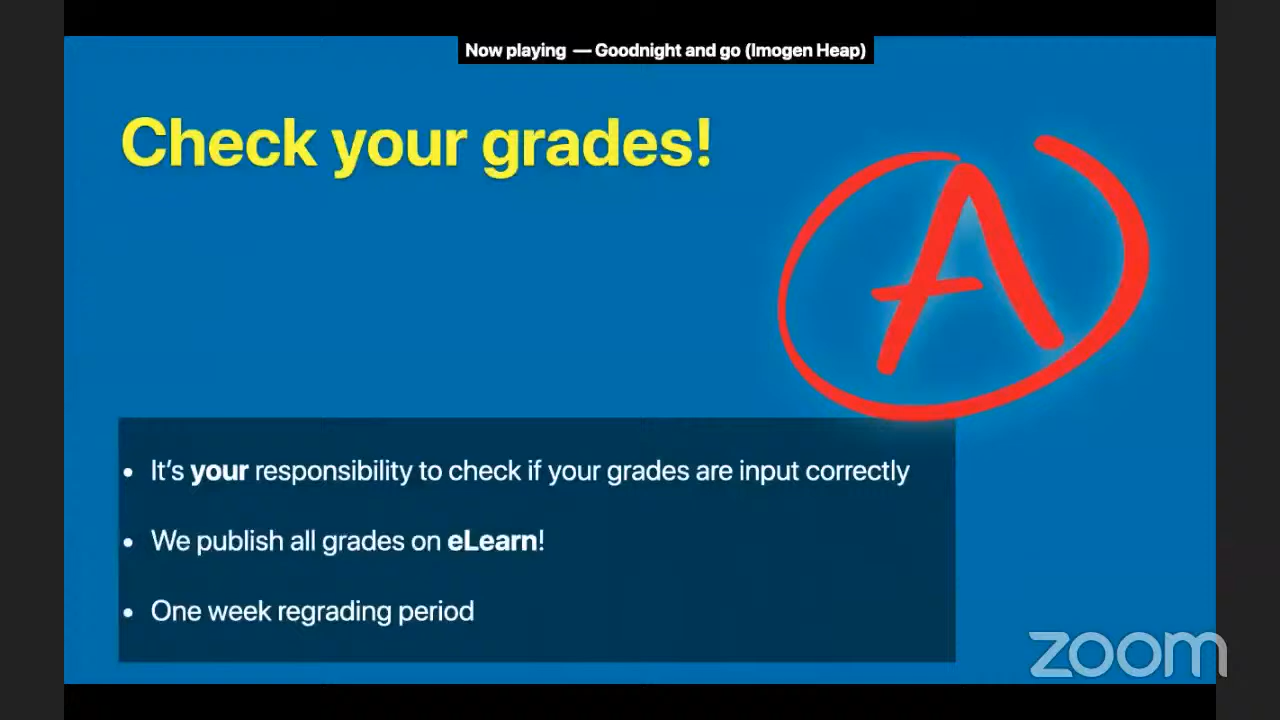 Now playing — Goodnight and go (Imogen Heap)
Check your grades!
A
• It’s your responsibility to check if your grades are input correctly
• We publish all grades on eLearn!
• One week regrading period
zoom